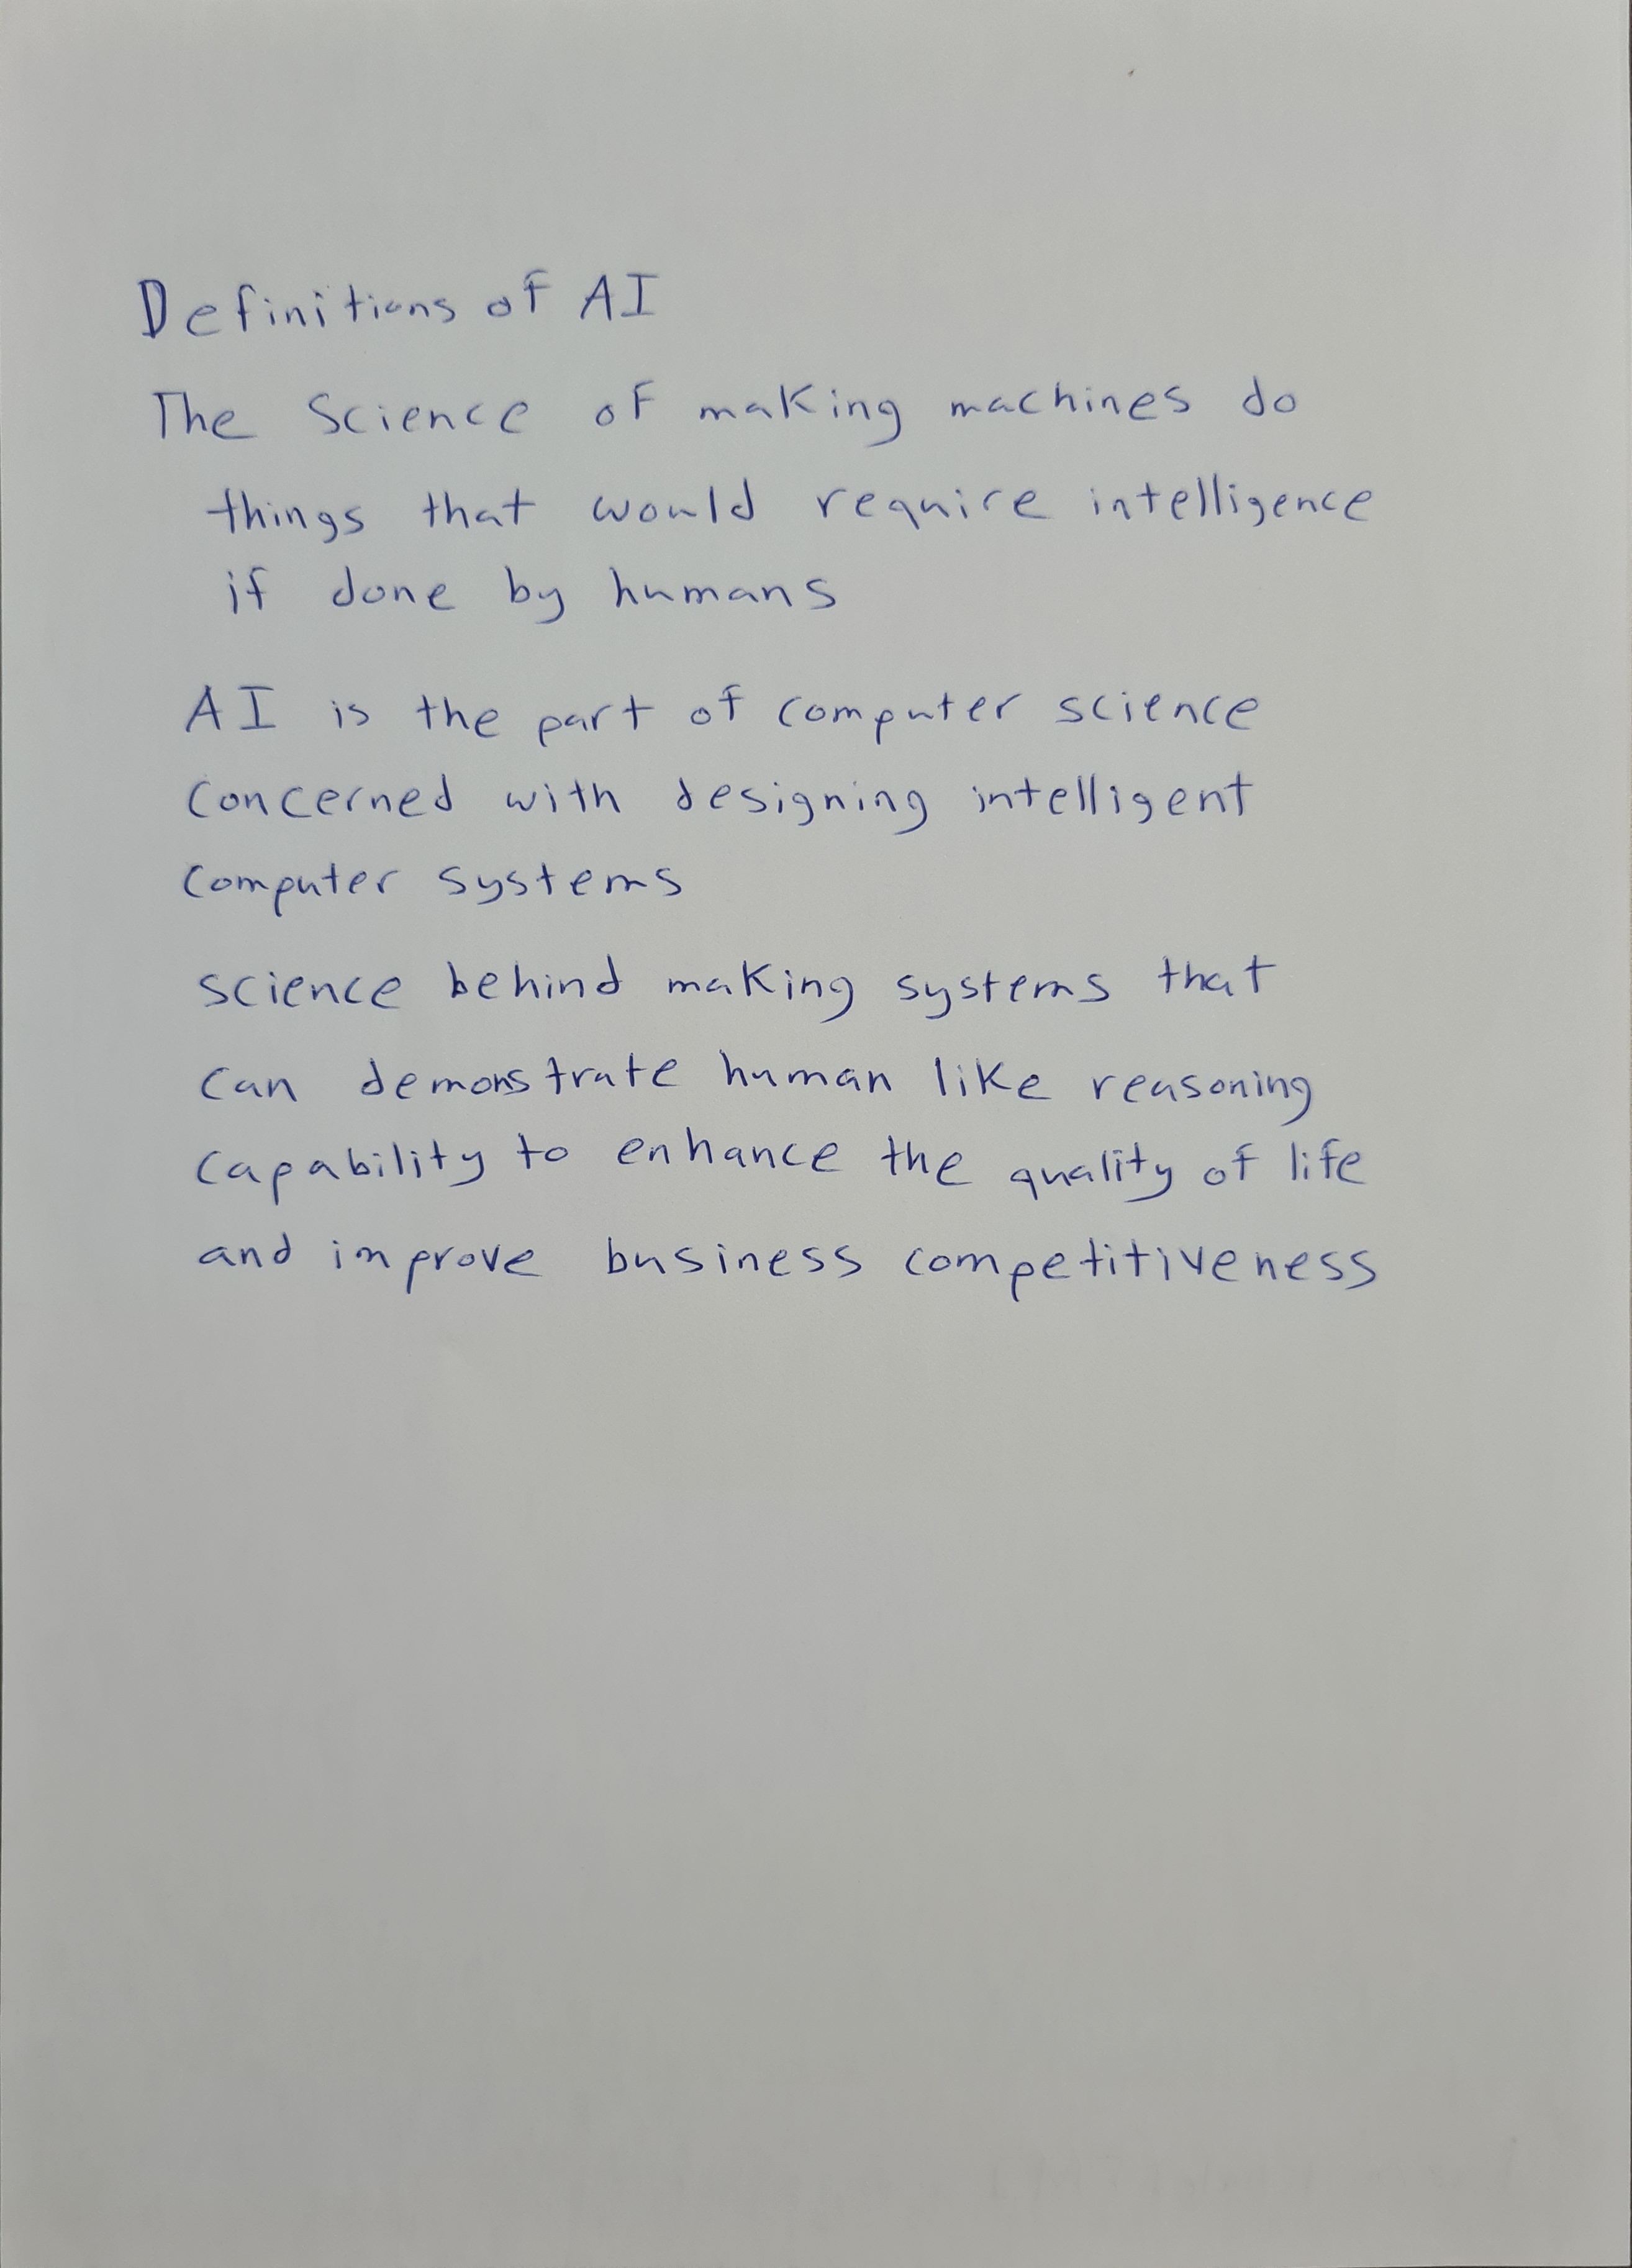 Definitions of AI
The Science of making machines do
things that would require intelligence
if done by humans
AI is the part of computer science
concerned with designing intelligent
computer systems
science behind making systems that
can demonstrate human like reasoning
capability to enhance the quality of life
and improve business competitiveness